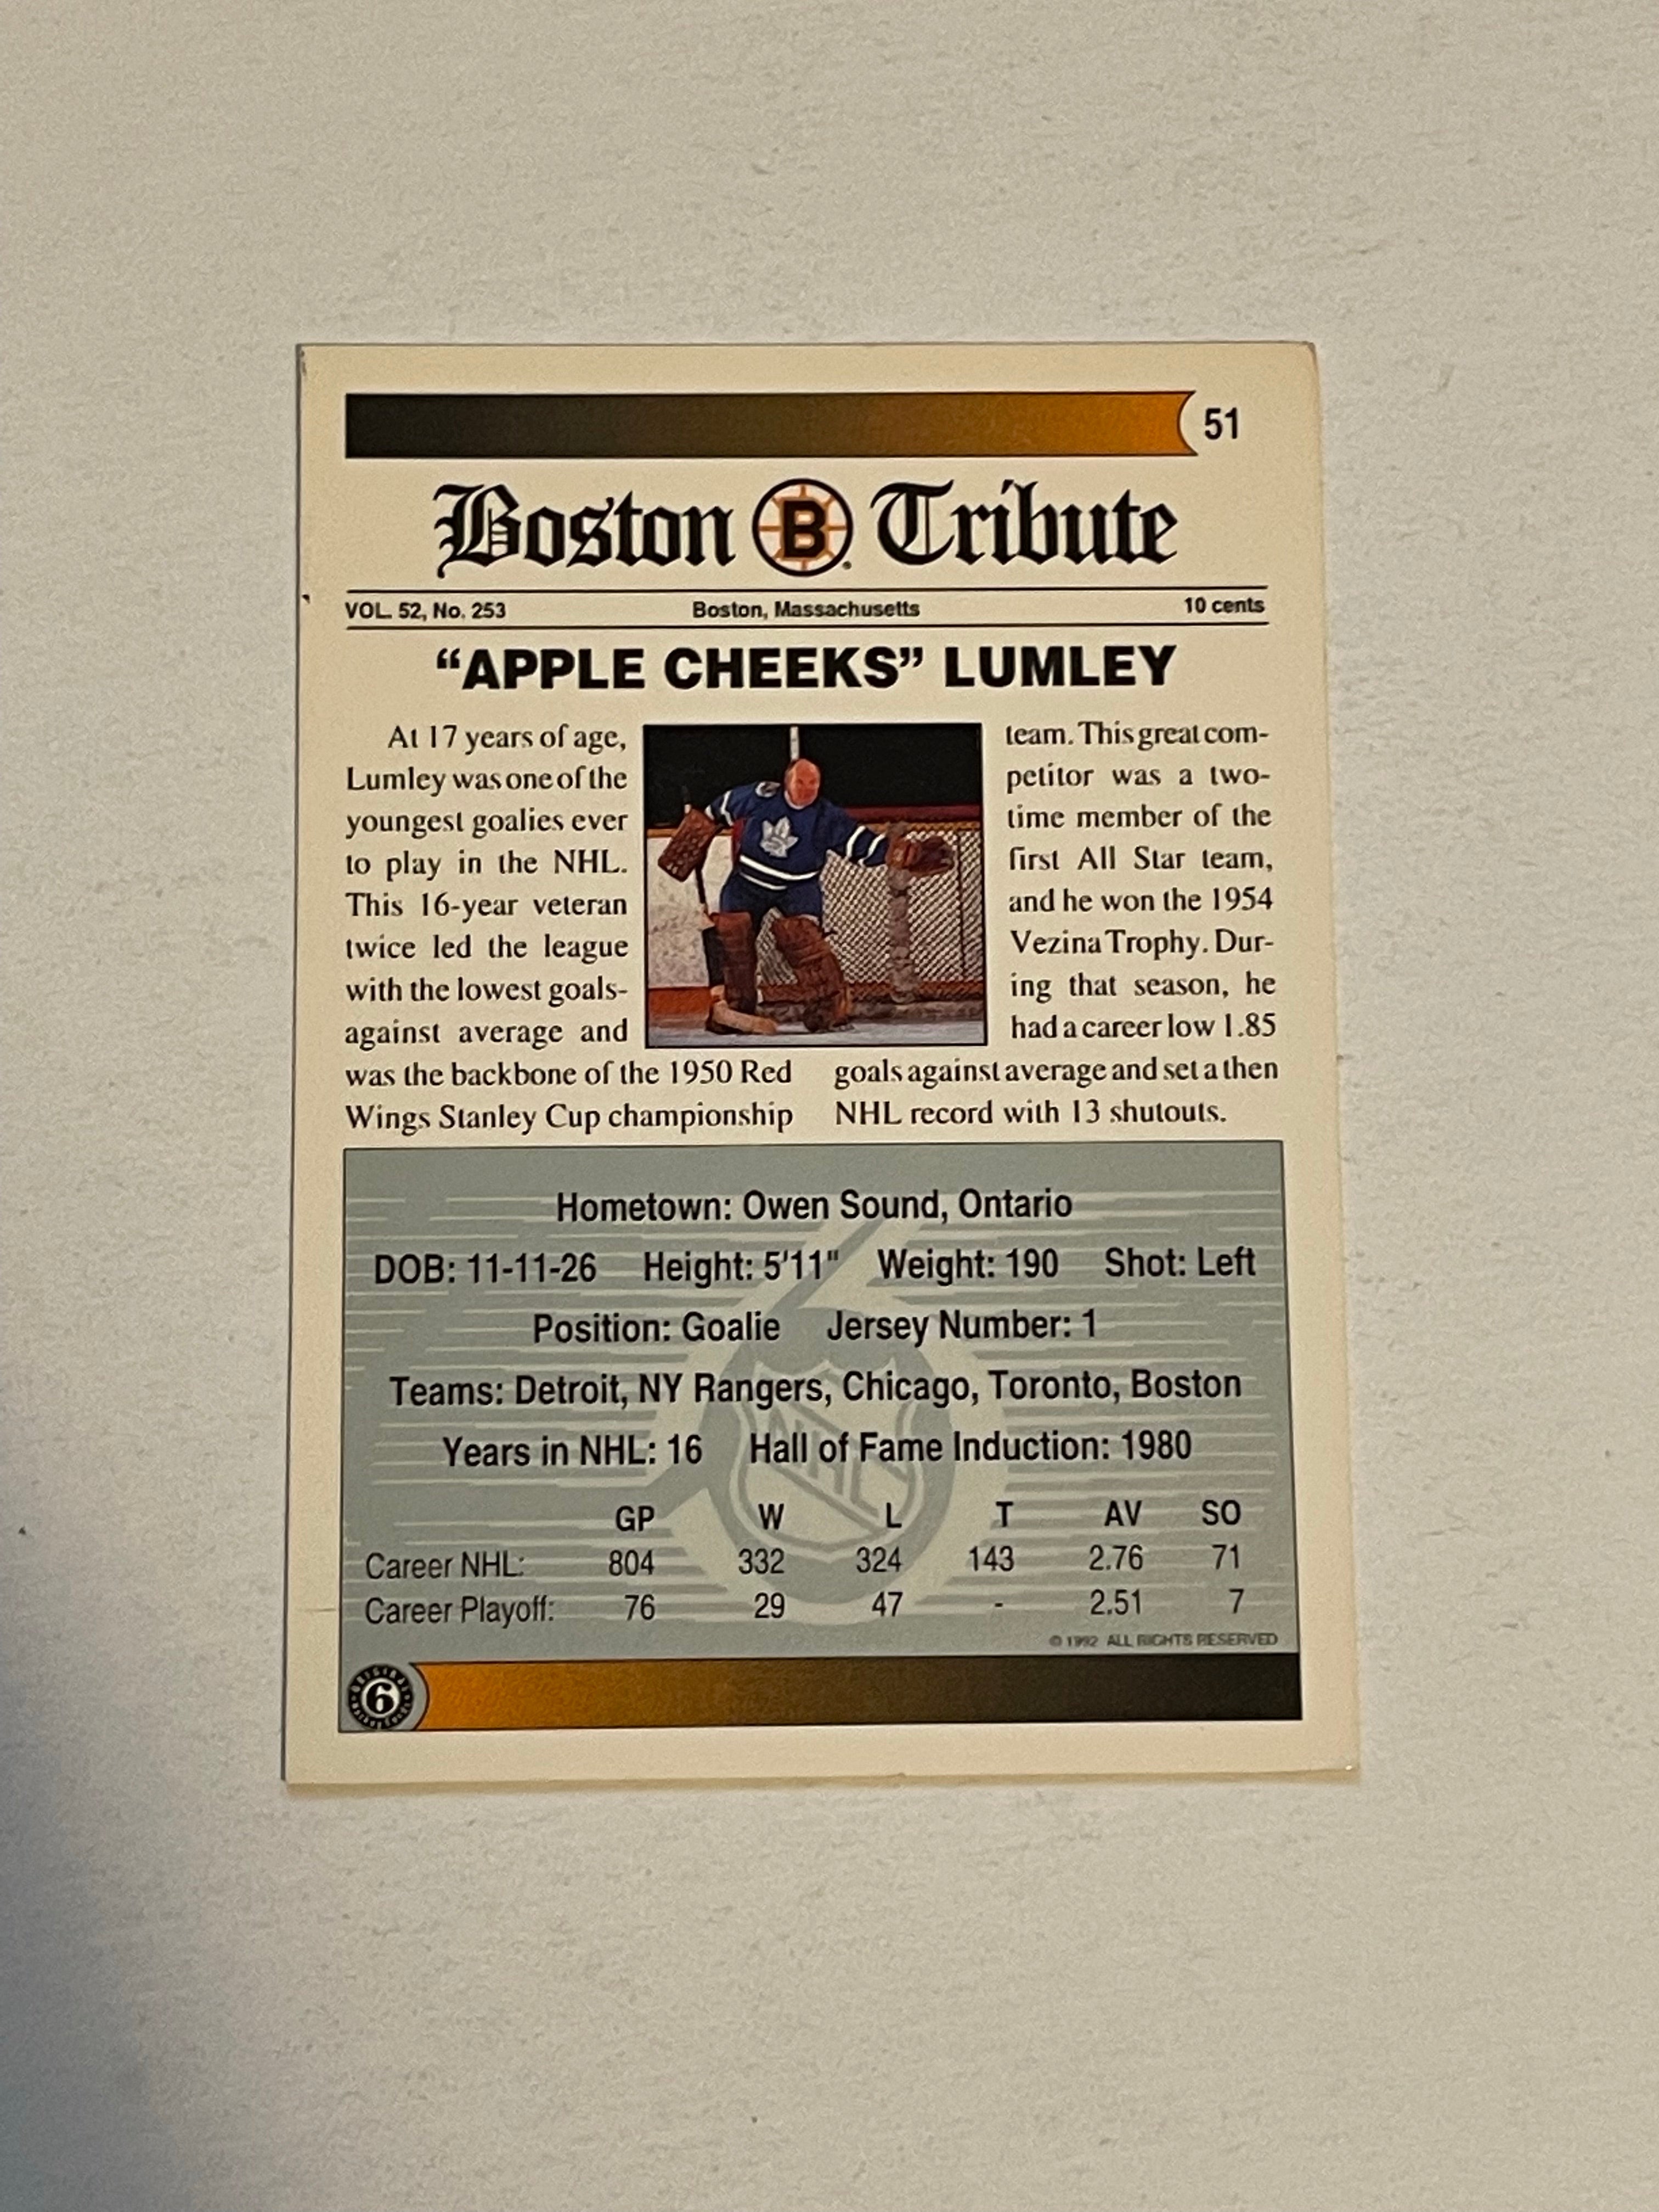 51
Boston B Tribute
VOL. 52, No. 253 Boston, Massachusetts 10 cents
“APPLE CHEEKS” LUMLEY
At 17 years of age,
Lumley was one of the
youngest goalies ever
to play in the NHL.
This 16-year veteran
twice led the league
with the lowest goals-
against average and
was the backbone of the 1950 Red
Wings Stanley Cup championship
team. This great com-
petitor was a two-
time member of the
first All Star team,
and he won the 1954
Vezina Trophy. Dur-
ing that season, he
had a career low 1.85
goals against average and set a then
NHL record with 13 shutouts.
Hometown: Owen Sound, Ontario
DOB: 11-11-26 Height: 5'11" Weight: 190 Shot: Left
Position: Goalie Jersey Number: 1
Teams: Detroit, NY Rangers, Chicago, Toronto, Boston
Years in NHL: 16 Hall of Fame Induction: 1980
GP W L T AV SO
Career NHL: 804 332 324 143 2.76 71
Career Playoff: 76 29 47 - 2.51 7
© 1992 ALL RIGHTS RESERVED
NHL
ORIGINAL
6